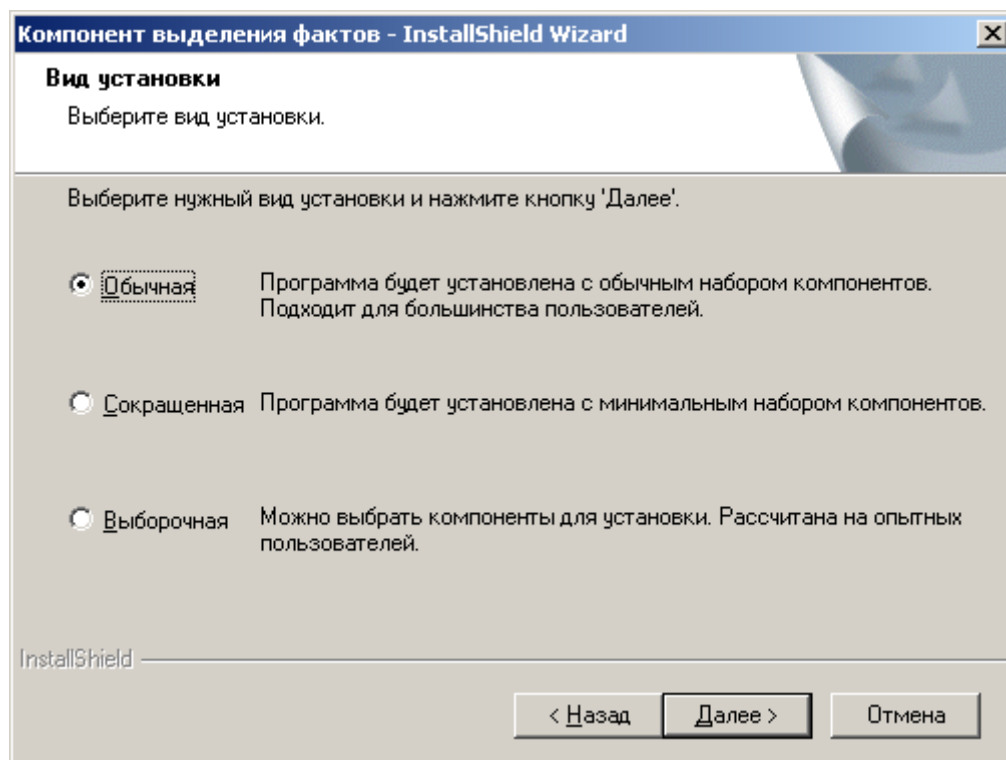 Компонент выделения фактов - InstallShield Wizard
Вид установки
Выберите вид установки.
Выберите нужный вид установки и нажмите кнопку 'Далее'.
Обычная
Программа будет установлена с обычным набором компонентов.
Подходит для большинства пользователей.
Сокращенная
Программа будет установлена с минимальным набором компонентов.
Выборочная
Можно выбрать компоненты для установки. Рассчитана на опытных
пользователей.
InstallShield
< Назад
Далее >
Отмена